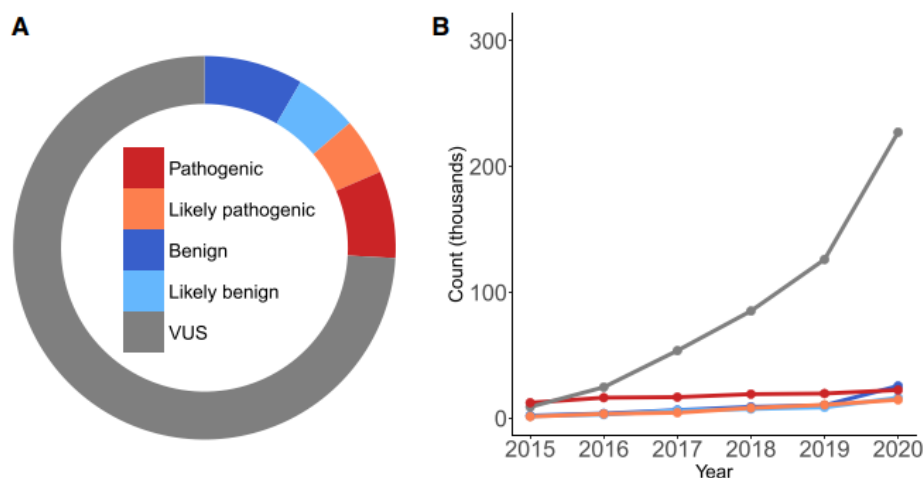 A
Pathogenic
Likely pathogenic
Benign
Likely benign
VUS
B
Count (thousands)
300
200
100
0
2015 2016 2017 2018 2019 2020
Year